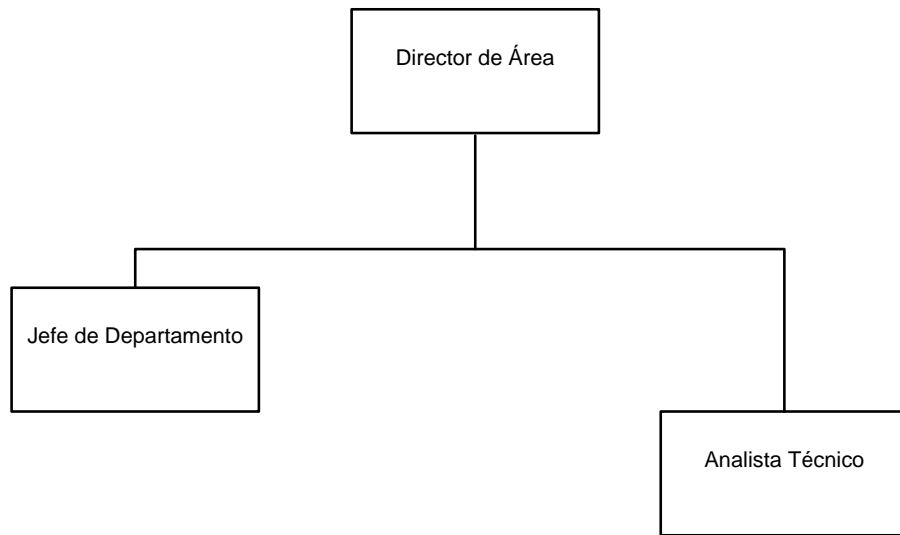 Director de Área
Jefe de Departamento
Analista Técnico